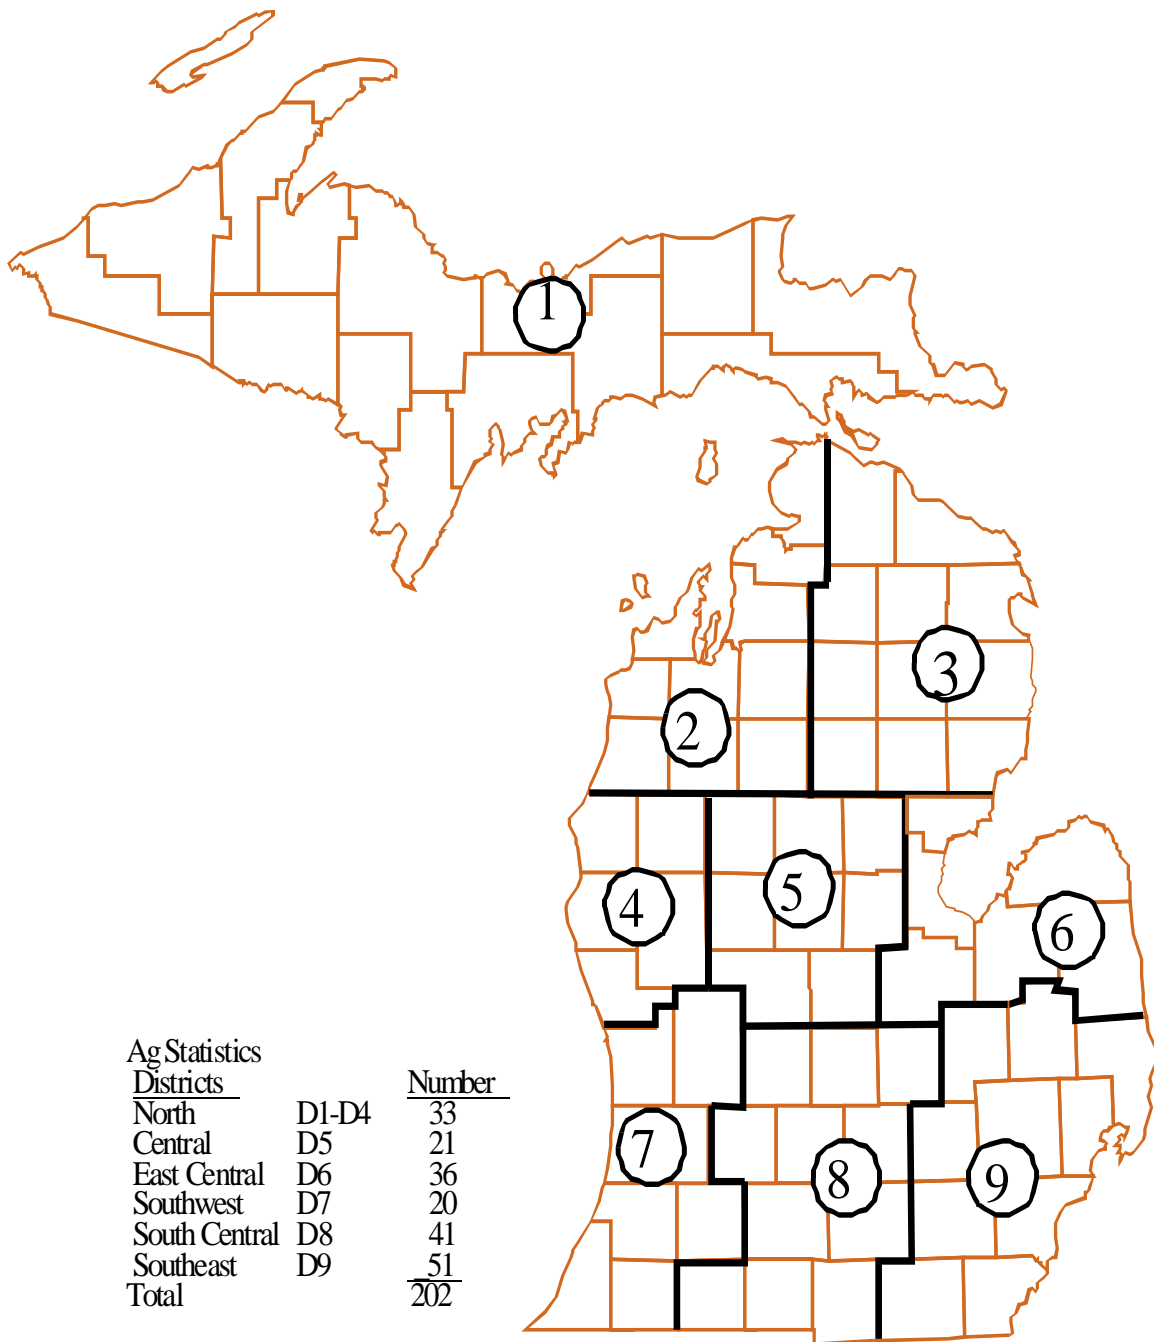 1
2
3
4
5
6
7
8
9
Ag Statistics
Districts Number
North D1-D4 33
Central D5 21
East Central D6 36
Southwest D7 20
South Central D8 41
Southeast D9 51
Total 202